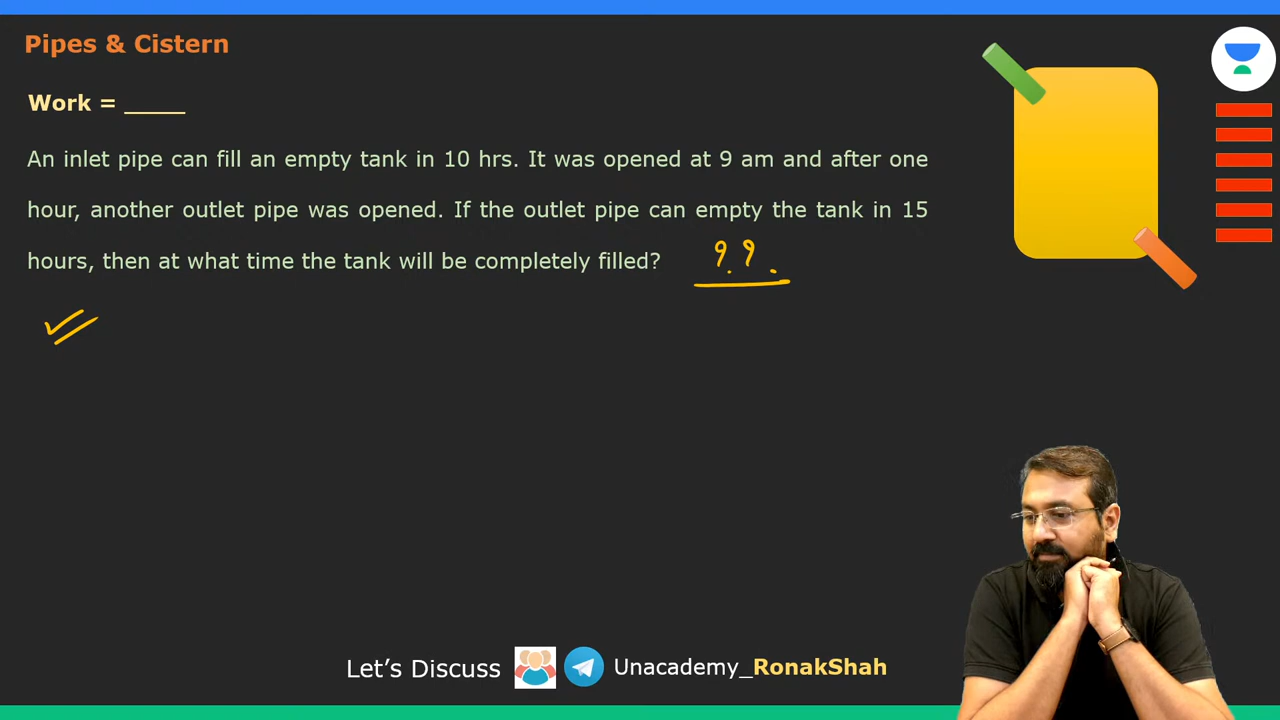 Pipes & Cistern
Work = _____
An inlet pipe can fill an empty tank in 10 hrs. It was opened at 9 am and after one
hour, another outlet pipe was opened. If the outlet pipe can empty the tank in 15
hours, then at what time the tank will be completely filled? ??
Let’s Discuss Unacademy_RonakShah